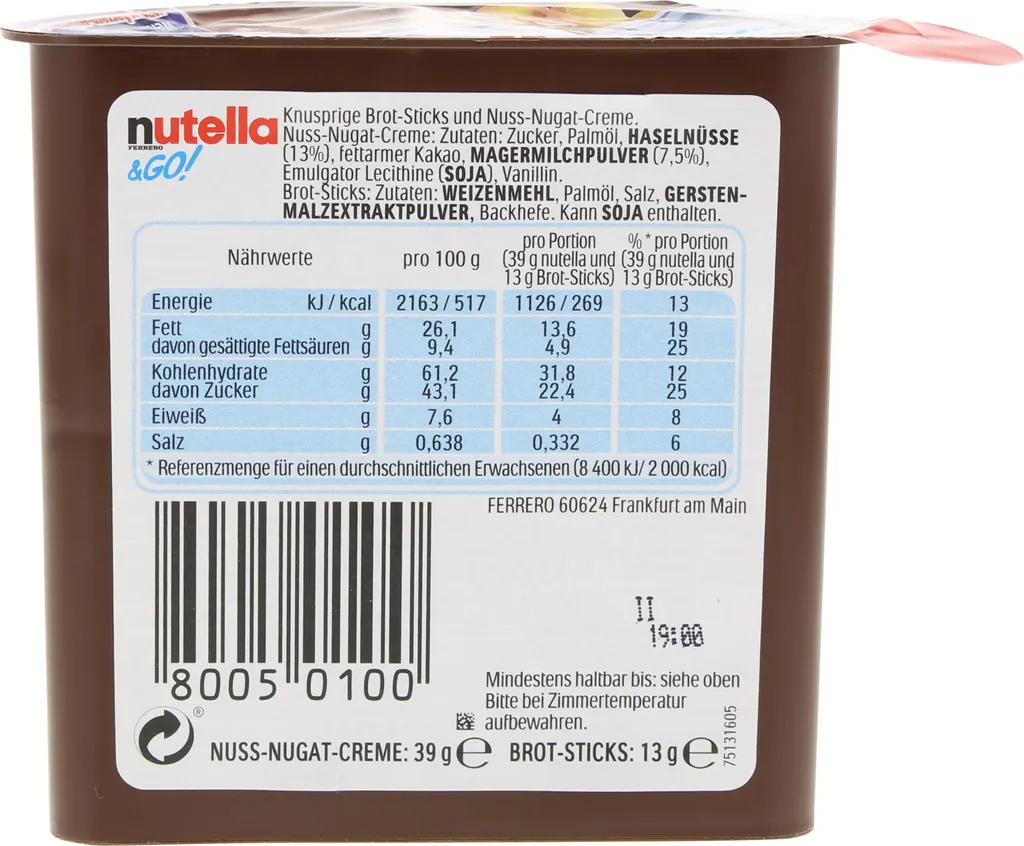 nutella
FERRERO
&GO!
Knusprige Brot-Sticks und Nuss-Nugat-Creme.
Nuss-Nugat-Creme: Zutaten: Zucker, Palmöl, HASELNÜSSE
(13%), fettarmer Kakao, MAGERMILCHPULVER (7,5%),
Emulgator Lecithine (SOJA), Vanillin.
Brot-Sticks: Zutaten: WEIZENMEHL, Palmöl, Salz, GERSTEN-
MALZEXTRAKTPULVER, Backhefe. Kann SOJA enthalten.
Nährwerte pro 100 g pro Portion (39 g nutella und 13 g Brot-Sticks) %* pro Portion (39 g nutella und 13 g Brot-Sticks)
Energie kJ / kcal 2163 / 517 1126 / 269 13
Fett g 26,1 13,6 19
davon gesättigte Fettsäuren g 9,4 4,9 25
Kohlenhydrate g 61,2 31,8 12
davon Zucker g 43,1 22,4 25
Eiweiß g 7,6 4 8
Salz g 0,638 0,332 6
* Referenzmenge für einen durchschnittlichen Erwachsenen (8 400 kJ/ 2 000 kcal)
FERRERO 60624 Frankfurt am Main
II
19:00
8005 0100
Mindestens haltbar bis: siehe oben
Bitte bei Zimmertemperatur
aufbewahren.
®
NUSS-NUGAT-CREME: 39 g ℮ BROT-STICKS: 13 g ℮
75131605